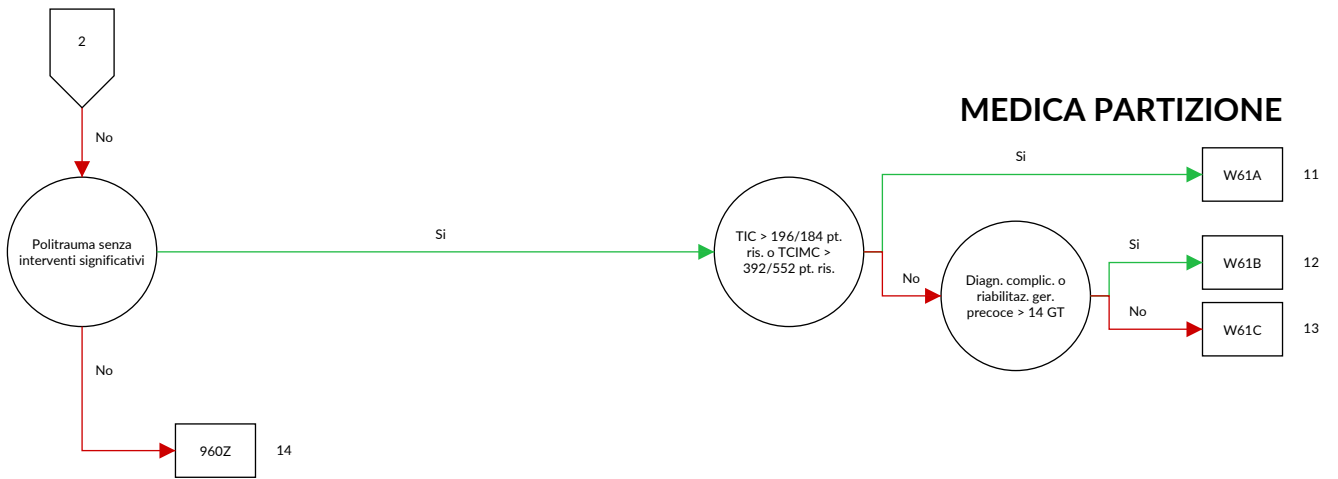 2
No
MEDICA PARTIZIONE
Si
W61A
11
Politrauma senza
interventi significativi
Si
TIC > 196/184 pt.
ris. o TCIMC >
392/552 pt. ris.
No
Diagn. complic. o
riabilitaz. ger.
precoce > 14 GT
Si
W61B
12
No
W61C
13
No
960Z
14